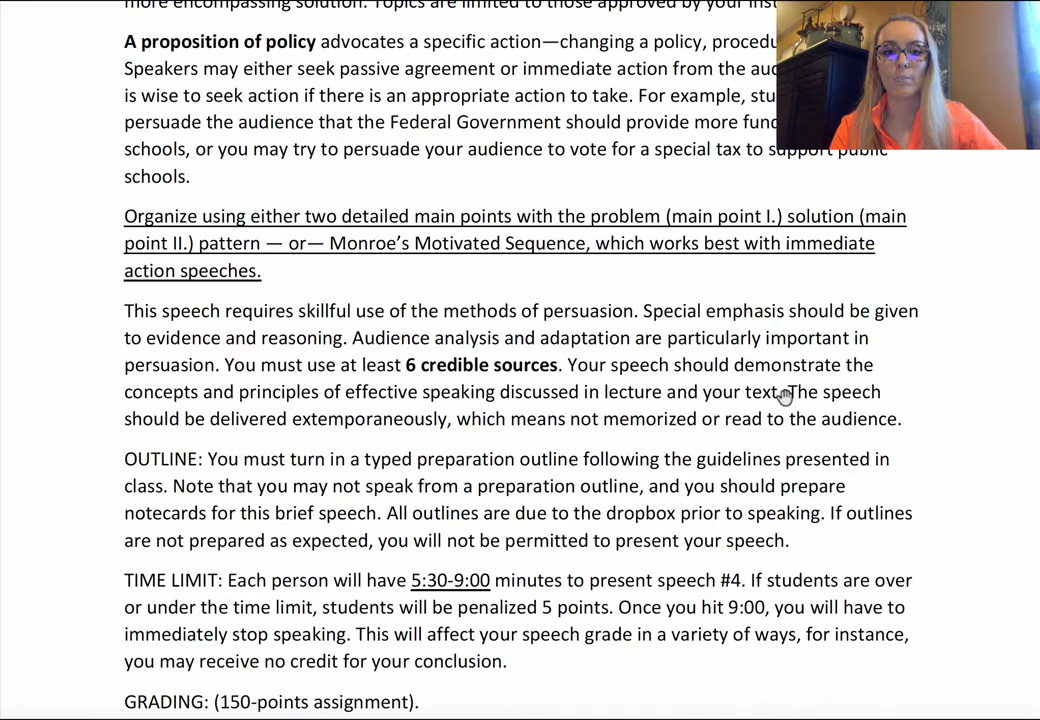 more encompassing solution. Topics are limited to those approved by your
A proposition of policy advocates a specific action—changing a policy,
Speakers may either seek passive agreement or immediate action from the
is wise to seek action if there is an appropriate action to take. For example,
persuade the audience that the Federal Government should provide more
schools, or you may try to persuade your audience to vote for a special tax to support public
schools.
Organize using either two detailed main points with the problem (main point I.) solution (main
point II.) pattern — or— Monroe’s Motivated Sequence, which works best with immediate
action speeches.
This speech requires skillful use of the methods of persuasion. Special emphasis should be given
to evidence and reasoning. Audience analysis and adaptation are particularly important in
persuasion. You must use at least 6 credible sources. Your speech should demonstrate the
concepts and principles of effective speaking discussed in lecture and your text. The speech
should be delivered extemporaneously, which means not memorized or read to the audience.
OUTLINE: You must turn in a typed preparation outline following the guidelines presented in
class. Note that you may not speak from a preparation outline, and you should prepare
notecards for this brief speech. All outlines are due to the dropbox prior to speaking. If outlines
are not prepared as expected, you will not be permitted to present your speech.
TIME LIMIT: Each person will have 5:30-9:00 minutes to present speech #4. If students are over
or under the time limit, students will be penalized 5 points. Once you hit 9:00, you will have to
immediately stop speaking. This will affect your speech grade in a variety of ways, for instance,
you may receive no credit for your conclusion.
GRADING: (150-points assignment).